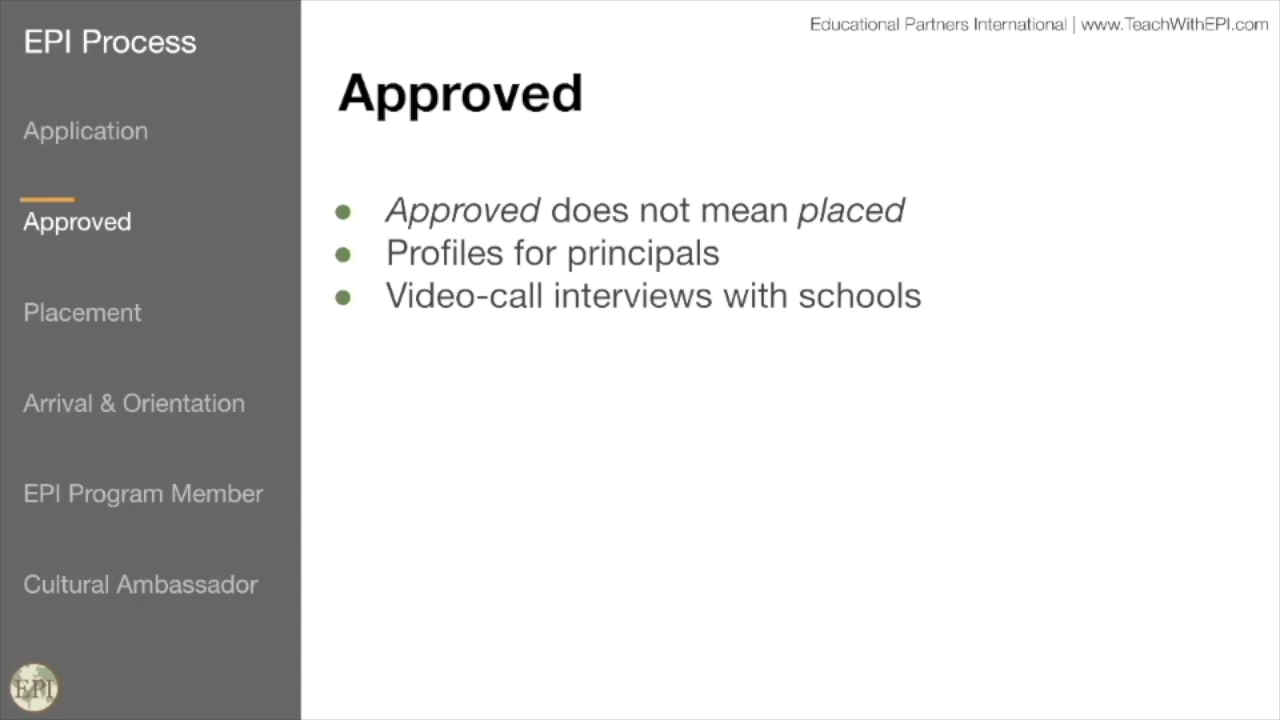 EPI Process
Application
Approved
Placement
Arrival & Orientation
EPI Program Member
Cultural Ambassador
EPI
Educational Partners International | www.TeachWithEPI.com
Approved
● Approved does not mean placed
● Profiles for principals
● Video-call interviews with schools